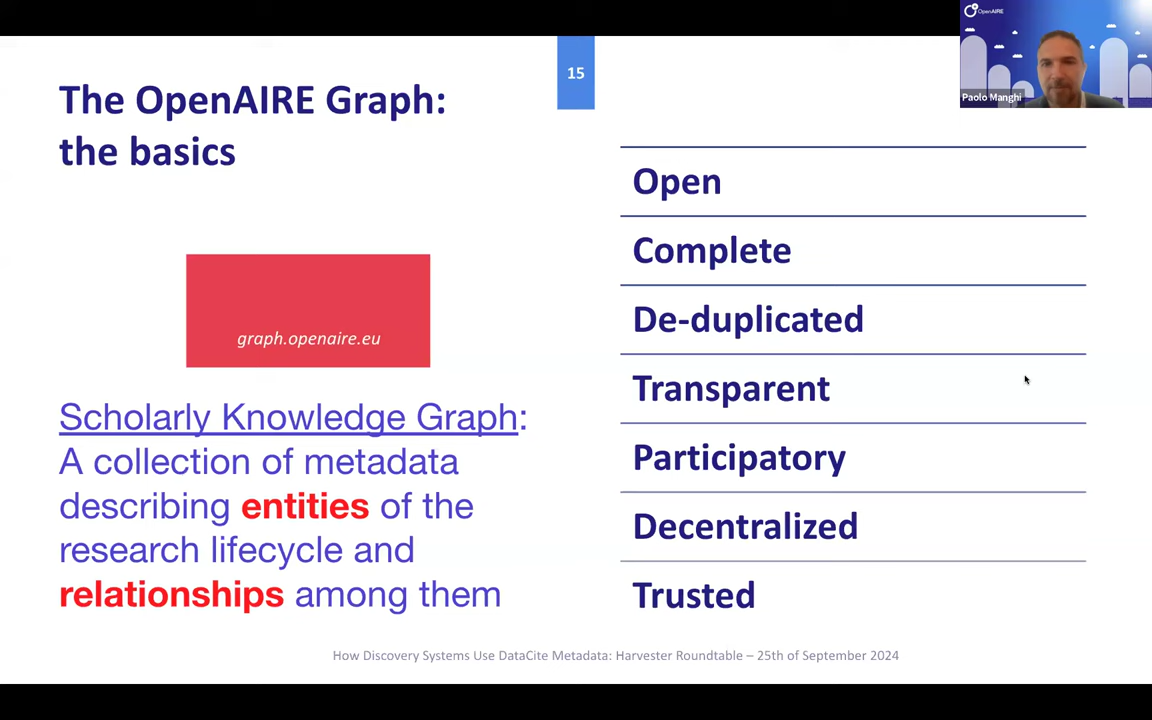 OpenAIRE
Paolo Manghi
15
The OpenAIRE Graph:
the basics
graph.openaire.eu
Scholarly Knowledge Graph:
A collection of metadata
describing entities of the
research lifecycle and
relationships among them
Open
Complete
De-duplicated
Transparent
Participatory
Decentralized
Trusted
How Discovery Systems Use DataCite Metadata: Harvester Roundtable – 25th of September 2024